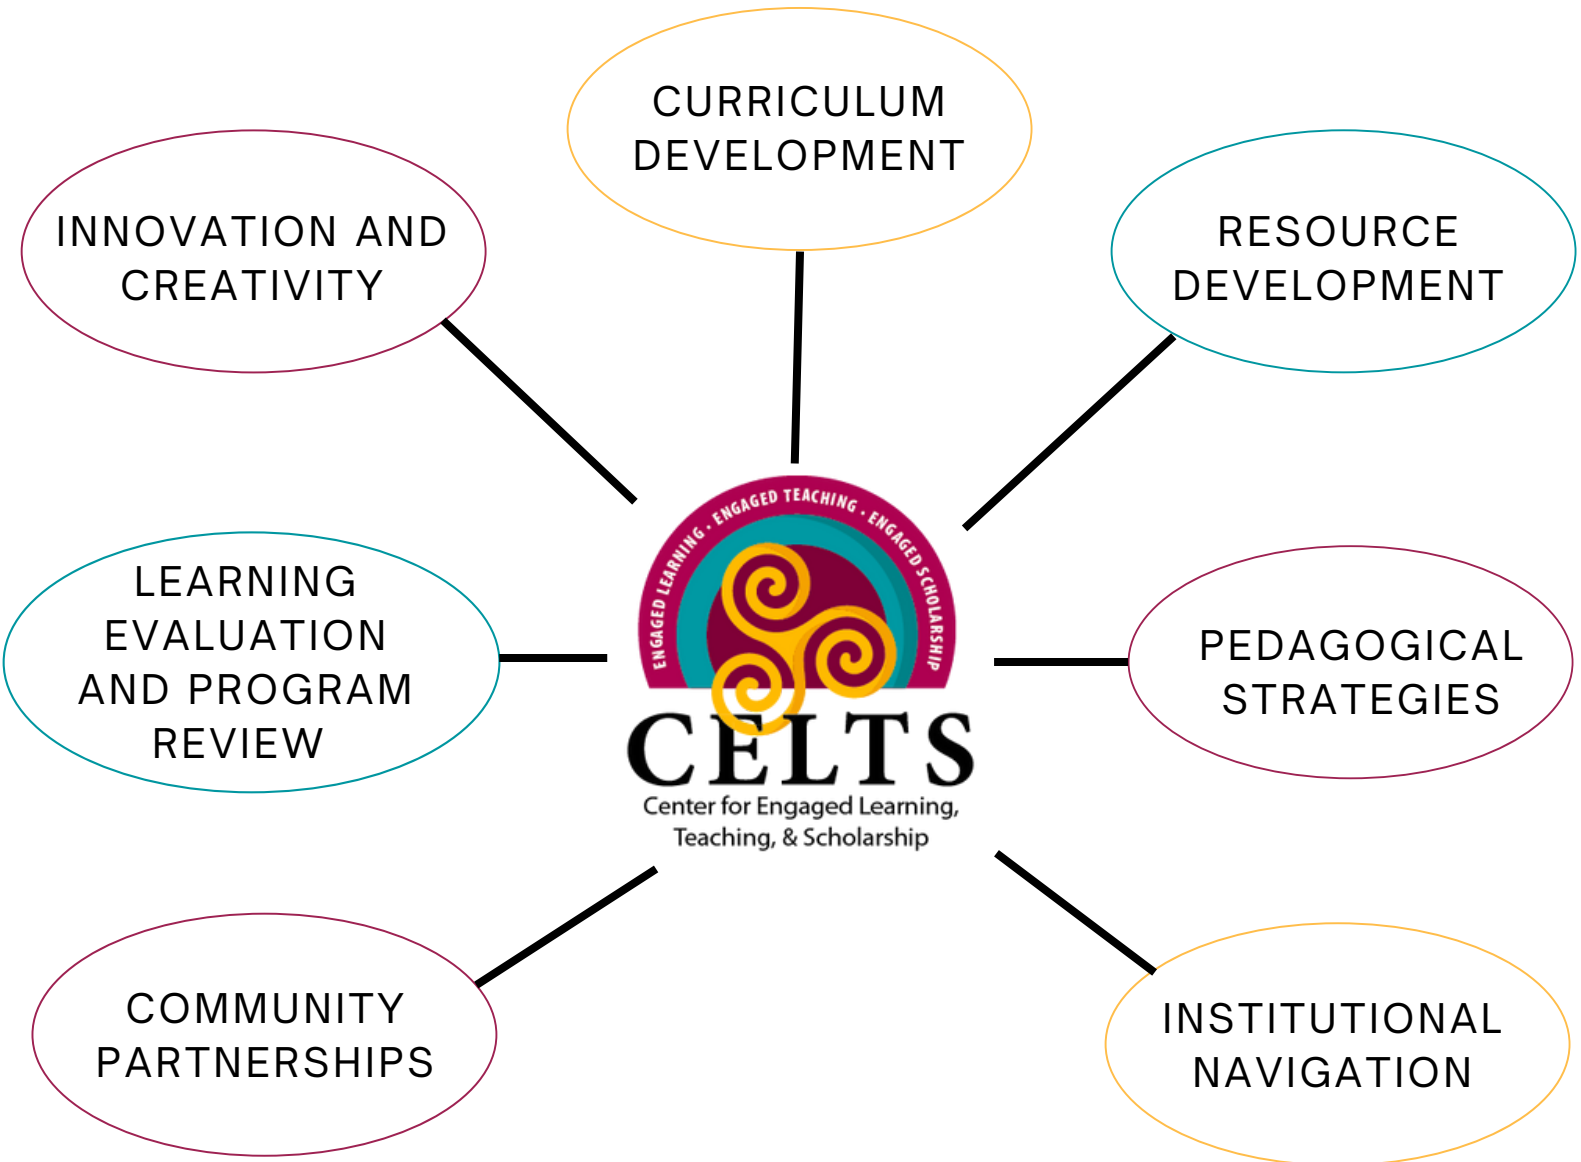 CURRICULUM
DEVELOPMENT
INNOVATION AND
CREATIVITY
RESOURCE
DEVELOPMENT
ENGAGED LEARNING · ENGAGED TEACHING · ENGAGED SCHOLARSHIP
LEARNING
EVALUATION
AND PROGRAM
REVIEW
PEDAGOGICAL
STRATEGIES
CELTS
Center for Engaged Learning,
Teaching, & Scholarship
COMMUNITY
PARTNERSHIPS
INSTITUTIONAL
NAVIGATION